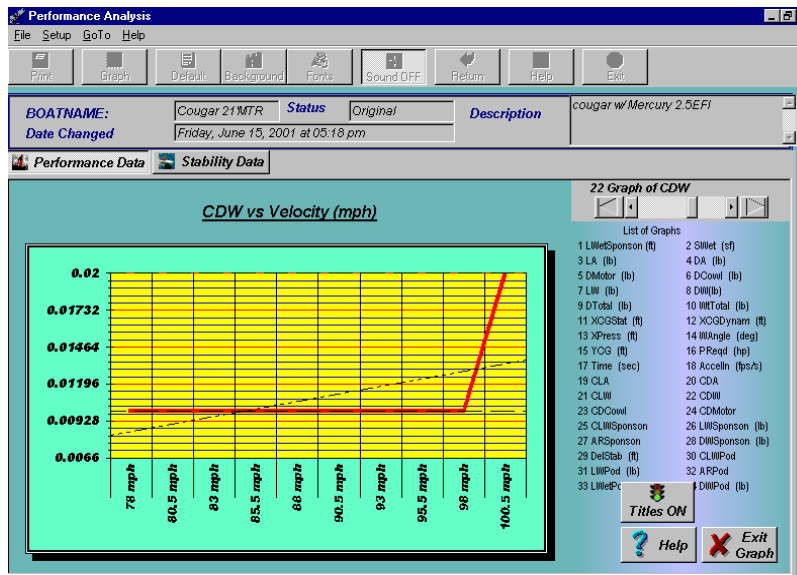 Performance Analysis
File Setup GoTo Help
Print Graph Default Background Fonts Sound OFF Return Help Exit
BOATNAME: Cougar 21'MTR Status Original Description cougar w/ Mercury 2.5EFI
Date Changed Friday, June 15, 2001 at 05:18 pm
Performance Data Stability Data
22 Graph of CDW
CDW vs Velocity (mph)
List of Graphs
1 LWetSponson (ft) 2 SWet (sf)
3 LA (lb) 4 DA (lb)
5 DMotor (lb) 6 DCowl (lb)
7 LW (lb) 8 DW(lb)
9 DTotal (lb) 10 WtTotal (lb)
11 XCGStat (ft) 12 XCGDynam (ft)
13 XPress (ft) 14 WAngle (deg)
15 YCG (ft) 16 PReqd (hp)
17 Time (sec) 18 Accelln (fps/s)
19 CLA 20 CDA
21 CLW 22 CDW
23 CDCowl 24 CDMotor
25 CLWSponson 26 LWSponson (lb)
27 ARSponson 28 DWSponson (lb)
29 DelStab (ft) 30 CLWPod
31 LWPod (lb) 32 ARPod
33 LWetPo DWPod (lb)
0.02
0.01732
0.01464
0.01196
0.00928
0.0066
78 mph
80.5 mph
83 mph
85.5 mph
88 mph
90.5 mph
93 mph
95.5 mph
98 mph
100.5 mph
Titles ON
Help
Exit
Graph